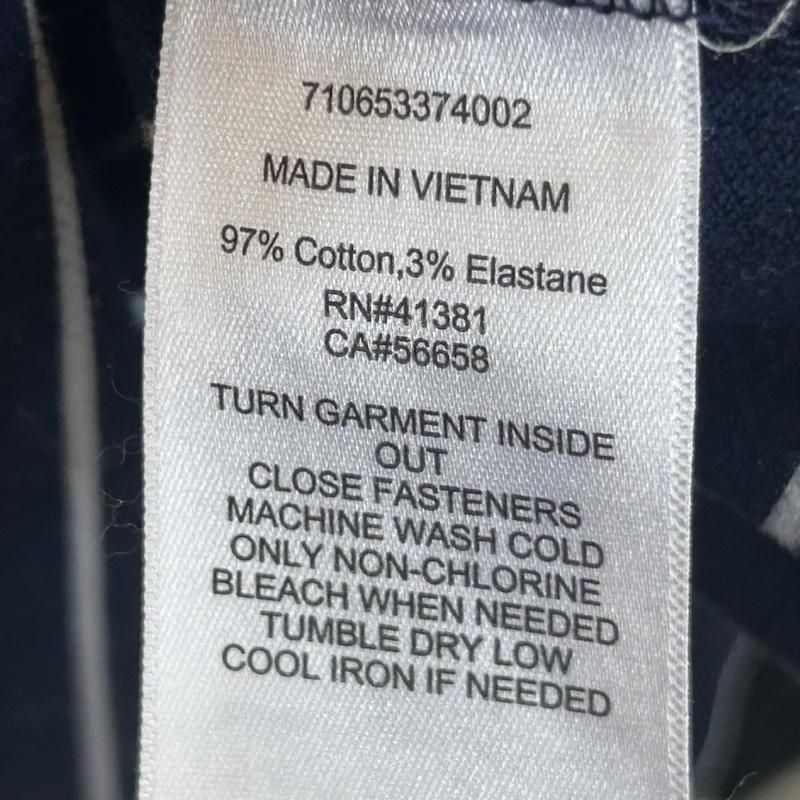 710653374002
MADE IN VIETNAM
97% Cotton,3% Elastane
RN#41381
CA#56658
TURN GARMENT INSIDE
OUT
CLOSE FASTENERS
MACHINE WASH COLD
ONLY NON-CHLORINE
BLEACH WHEN NEEDED
TUMBLE DRY LOW
COOL IRON IF NEEDED